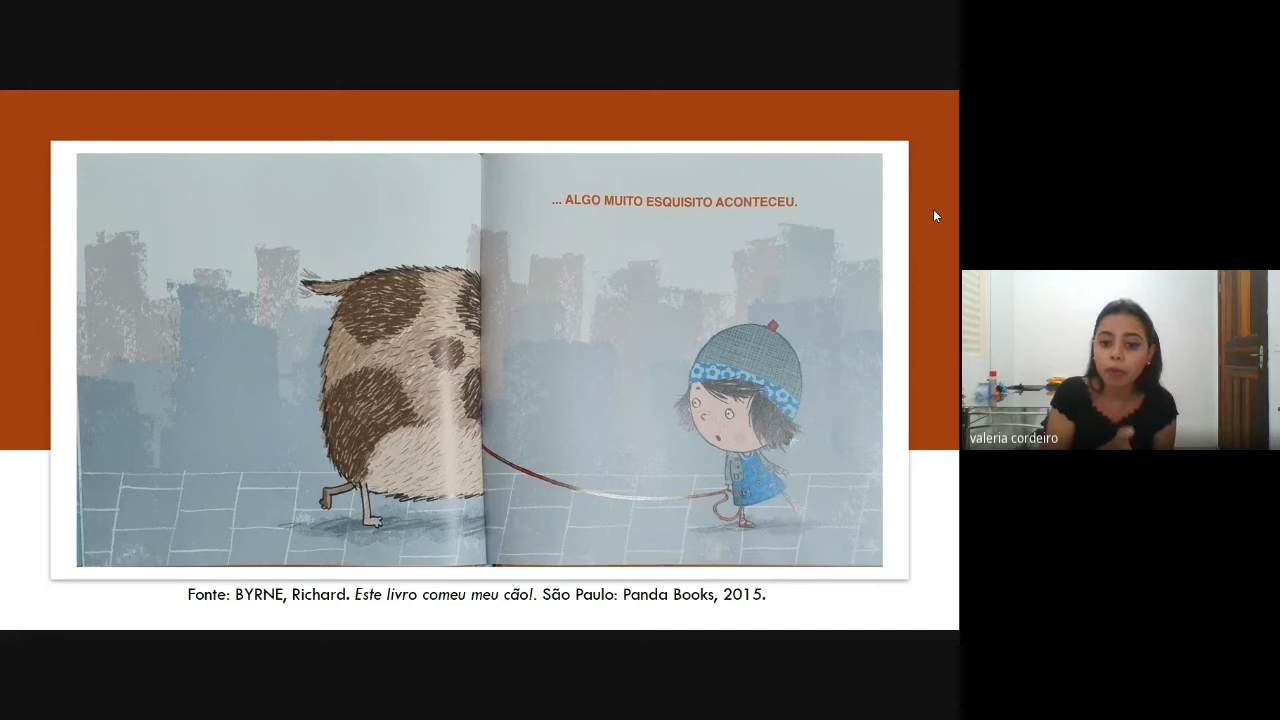 ... ALGO MUITO ESQUISITO ACONTECEU.
Fonte: BYRNE, Richard. Este livro comeu meu cão!. São Paulo: Panda Books, 2015.
valeria cordeiro